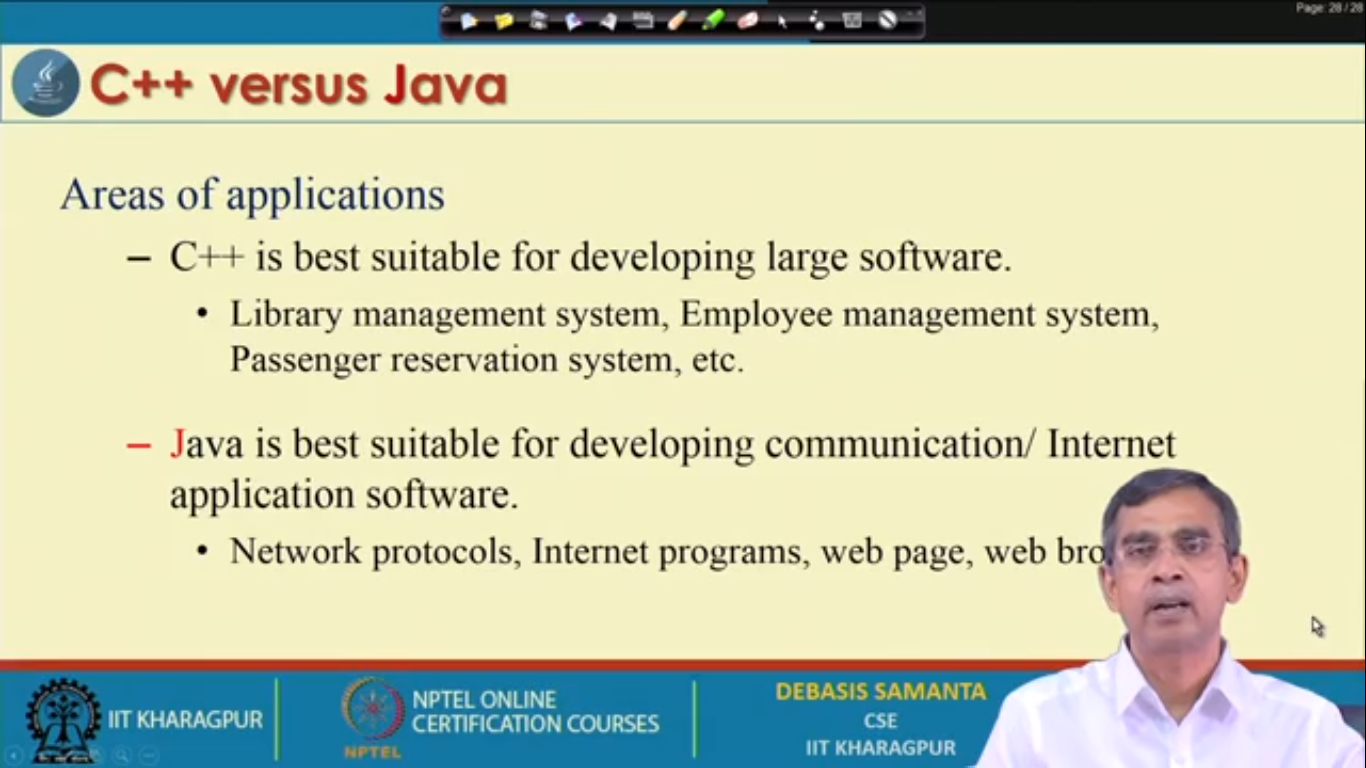 Page: 28 / 28
C++ versus Java
Areas of applications
– C++ is best suitable for developing large software.
• Library management system, Employee management system,
Passenger reservation system, etc.
– Java is best suitable for developing communication/ Internet
application software.
• Network protocols, Internet programs, web page, web
IIT KHARAGPUR
NPTEL
NPTEL ONLINE
CERTIFICATION COURSES
DEBASIS SAMANTA
CSE
IIT KHARAGPUR